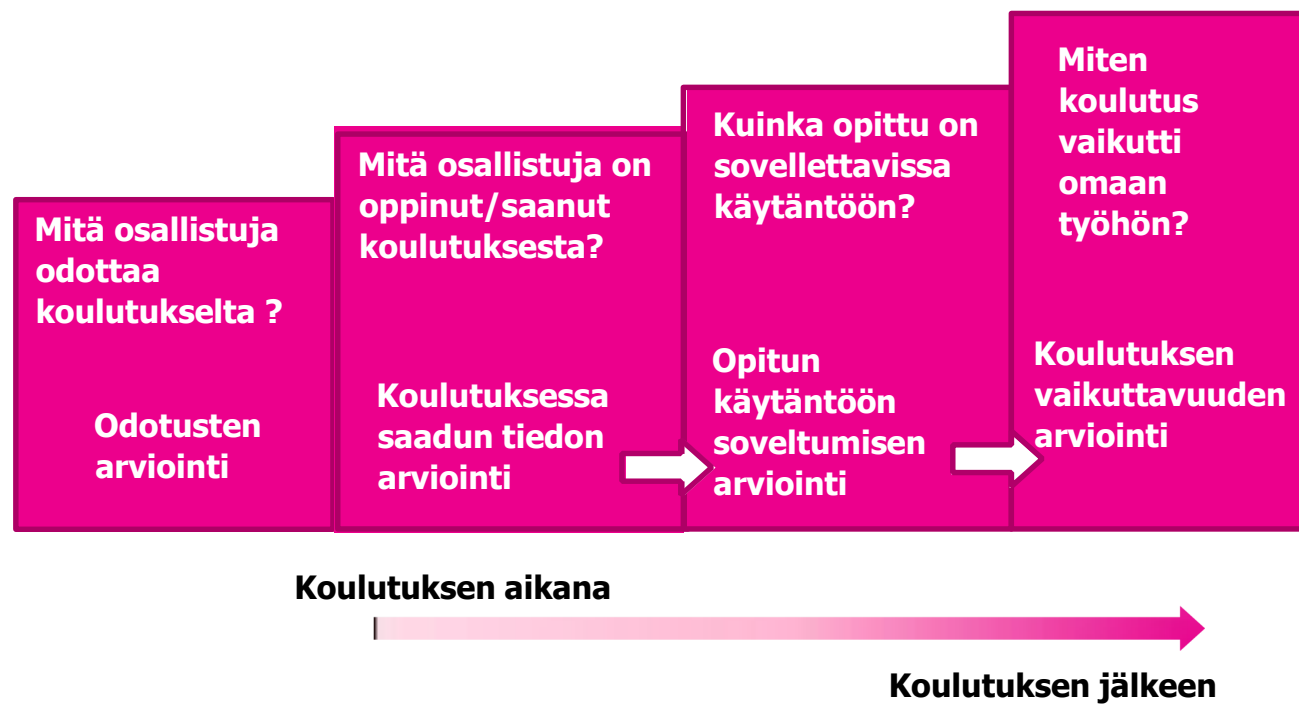 Mitä osallistuja
odottaa
koulutukselta ?
Odotusten
arviointi
Mitä osallistuja on
oppinut/saanut
koulutuksesta?
Koulutuksessa
saadun tiedon
arviointi
Kuinka opittu on
sovellettavissa
käytäntöön?
Opitun
käytäntöön
soveltumisen
arviointi
Miten
koulutus
vaikutti
omaan
työhön?
Koulutuksen
vaikuttavuuden
arviointi
Koulutuksen aikana
Koulutuksen jälkeen